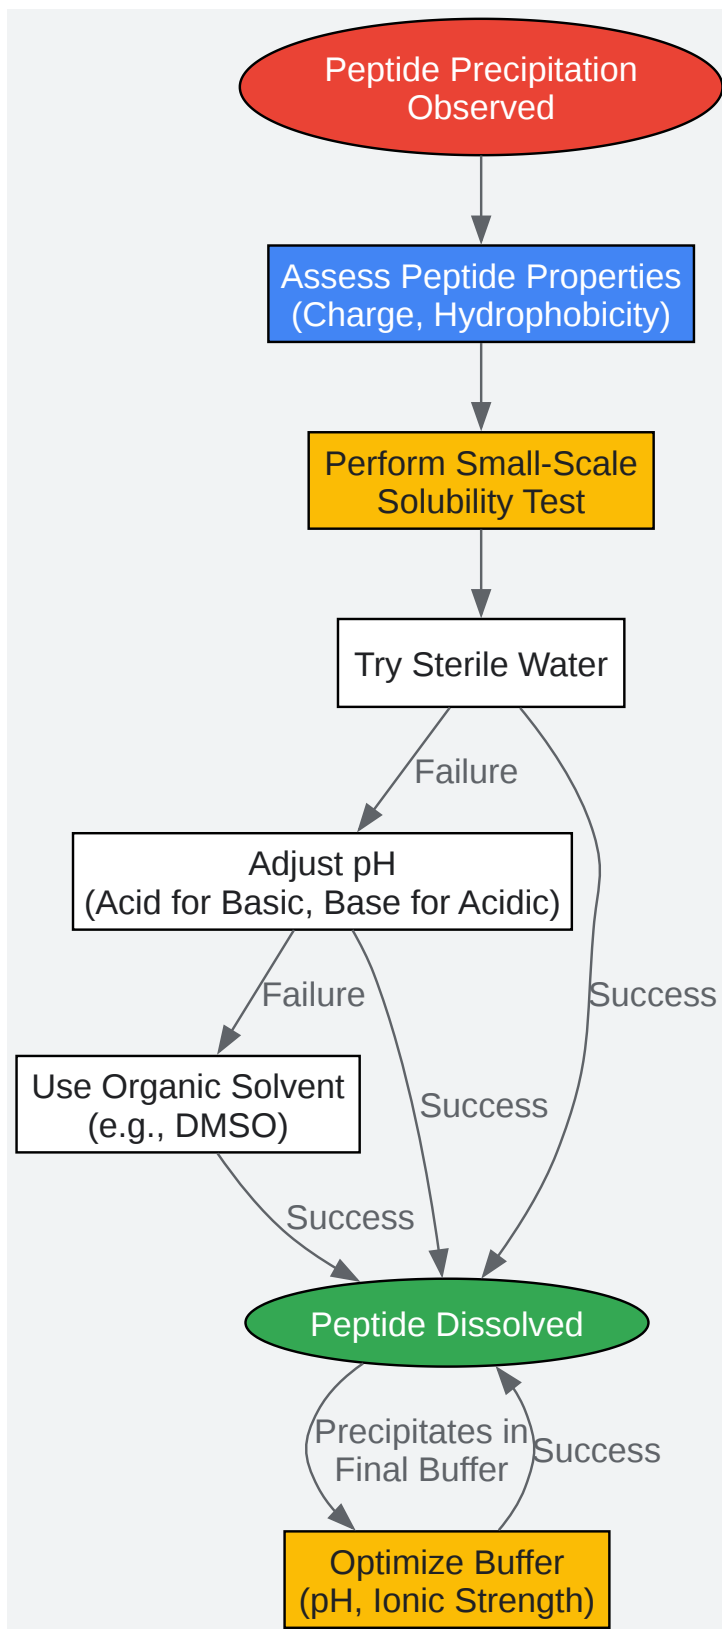 Peptide Precipitation
Observed
Assess Peptide Properties
(Charge, Hydrophobicity)
Perform Small-Scale
Solubility Test
Try Sterile Water
Failure
Adjust pH
(Acid for Basic, Base for Acidic)
Failure
Success
Use Organic Solvent
(e.g., DMSO)
Success
Success
Peptide Dissolved
Precipitates in
Final Buffer
Success
Optimize Buffer
(pH, Ionic Strength)